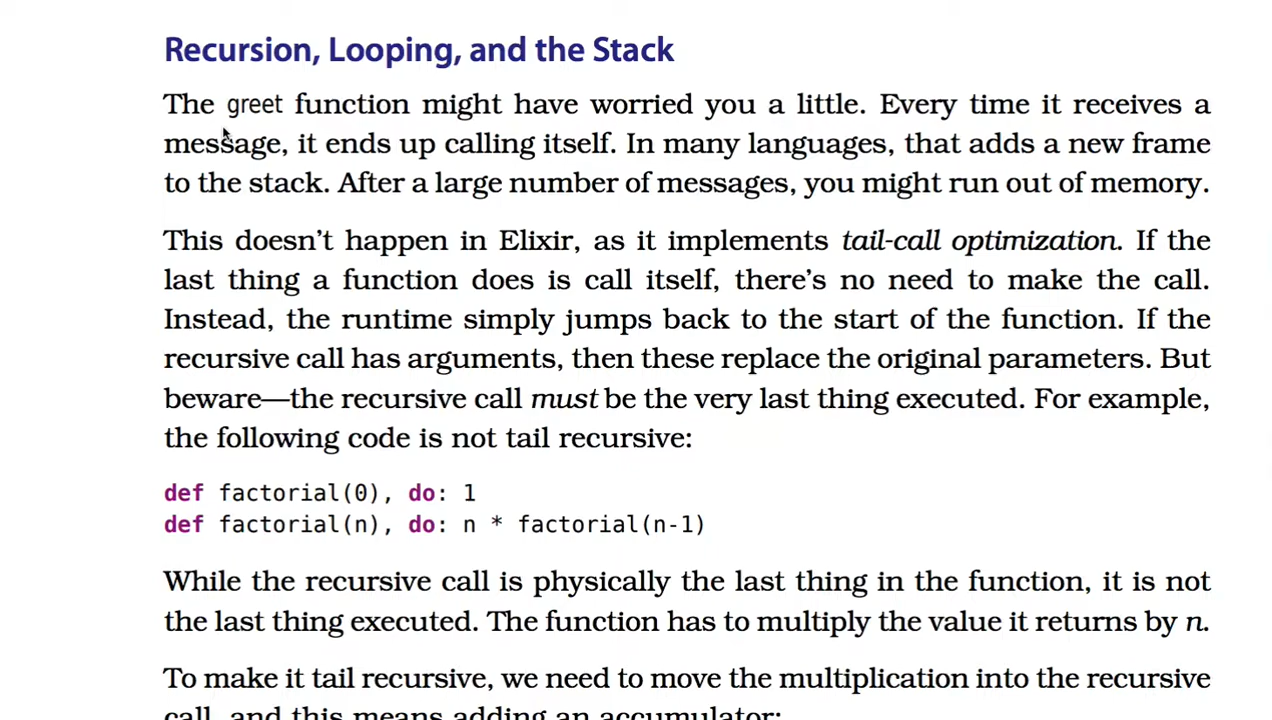 Recursion, Looping, and the Stack
The greet function might have worried you a little. Every time it receives a
message, it ends up calling itself. In many languages, that adds a new frame
to the stack. After a large number of messages, you might run out of memory.
This doesn’t happen in Elixir, as it implements tail-call optimization. If the
last thing a function does is call itself, there’s no need to make the call.
Instead, the runtime simply jumps back to the start of the function. If the
recursive call has arguments, then these replace the original parameters. But
beware—the recursive call must be the very last thing executed. For example,
the following code is not tail recursive:
def factorial(0), do: 1
def factorial(n), do: n * factorial(n-1)
While the recursive call is physically the last thing in the function, it is not
the last thing executed. The function has to multiply the value it returns by n.
To make it tail recursive, we need to move the multiplication into the recursive
call, and this means adding an accumulator: